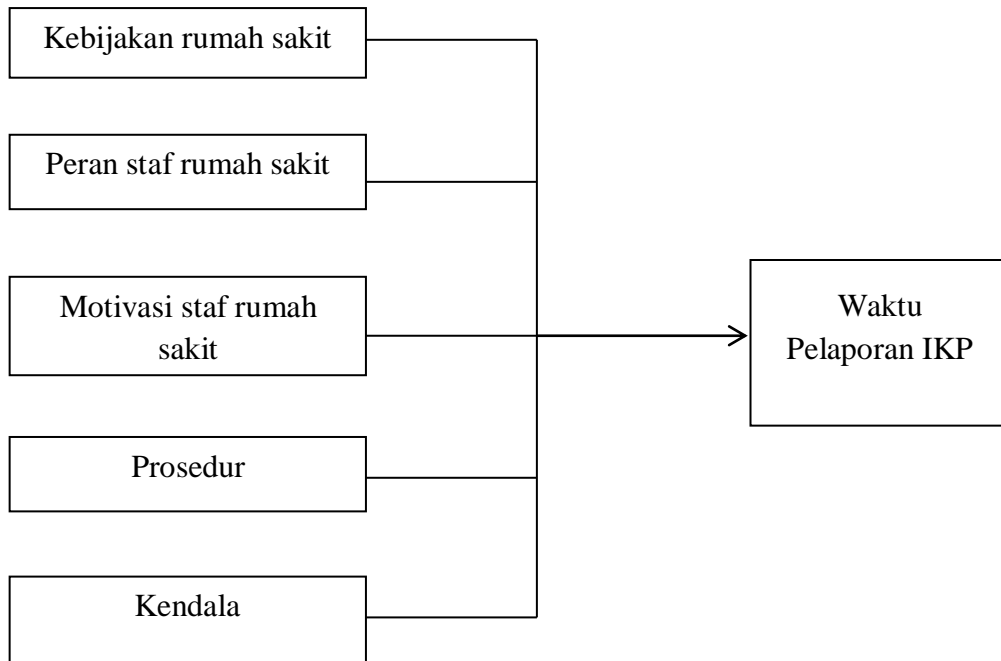 Kebijakan rumah sakit
Peran staf rumah sakit
Motivasi staf rumah
sakit
Prosedur
Kendala
Waktu
Pelaporan IKP